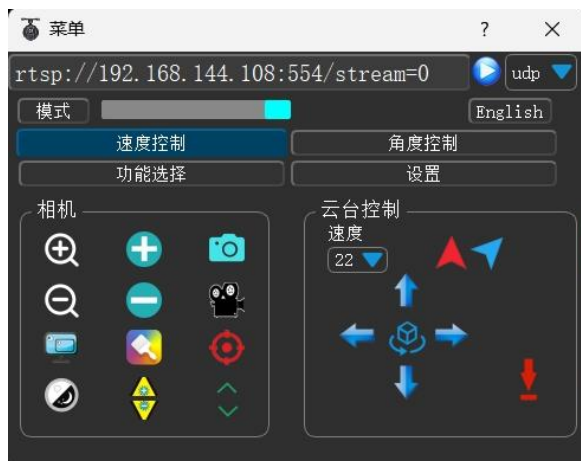 菜单
rtsp://192.168.144.108:554/stream=0 udp
模式 English
速度控制 角度控制
功能选择 设置
相机 云台控制
速度
22